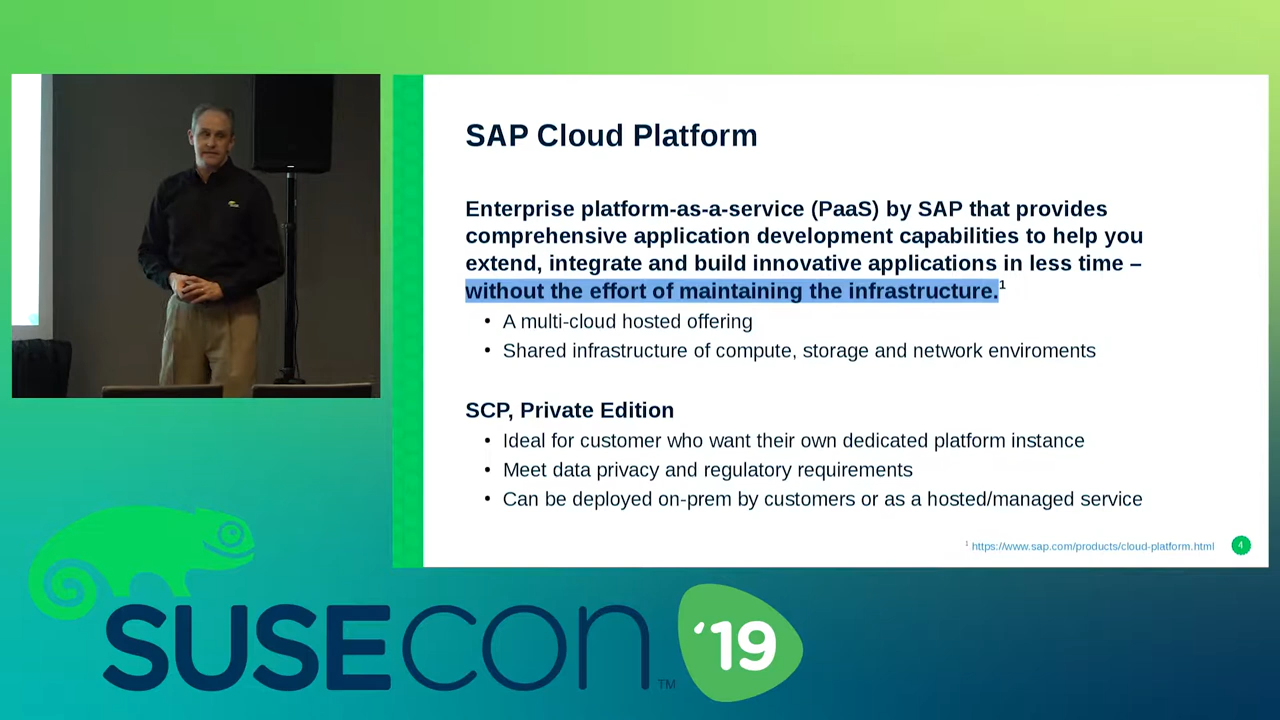 SAP Cloud Platform
Enterprise platform-as-a-service (PaaS) by SAP that provides
comprehensive application development capabilities to help you
extend, integrate and build innovative applications in less time –
without the effort of maintaining the infrastructure.¹
• A multi-cloud hosted offering
• Shared infrastructure of compute, storage and network enviroments
SCP, Private Edition
• Ideal for customer who want their own dedicated platform instance
• Meet data privacy and regulatory requirements
• Can be deployed on-prem by customers or as a hosted/managed service
¹ https://www.sap.com/products/cloud-platform.html
4
SUSECON ™ '19